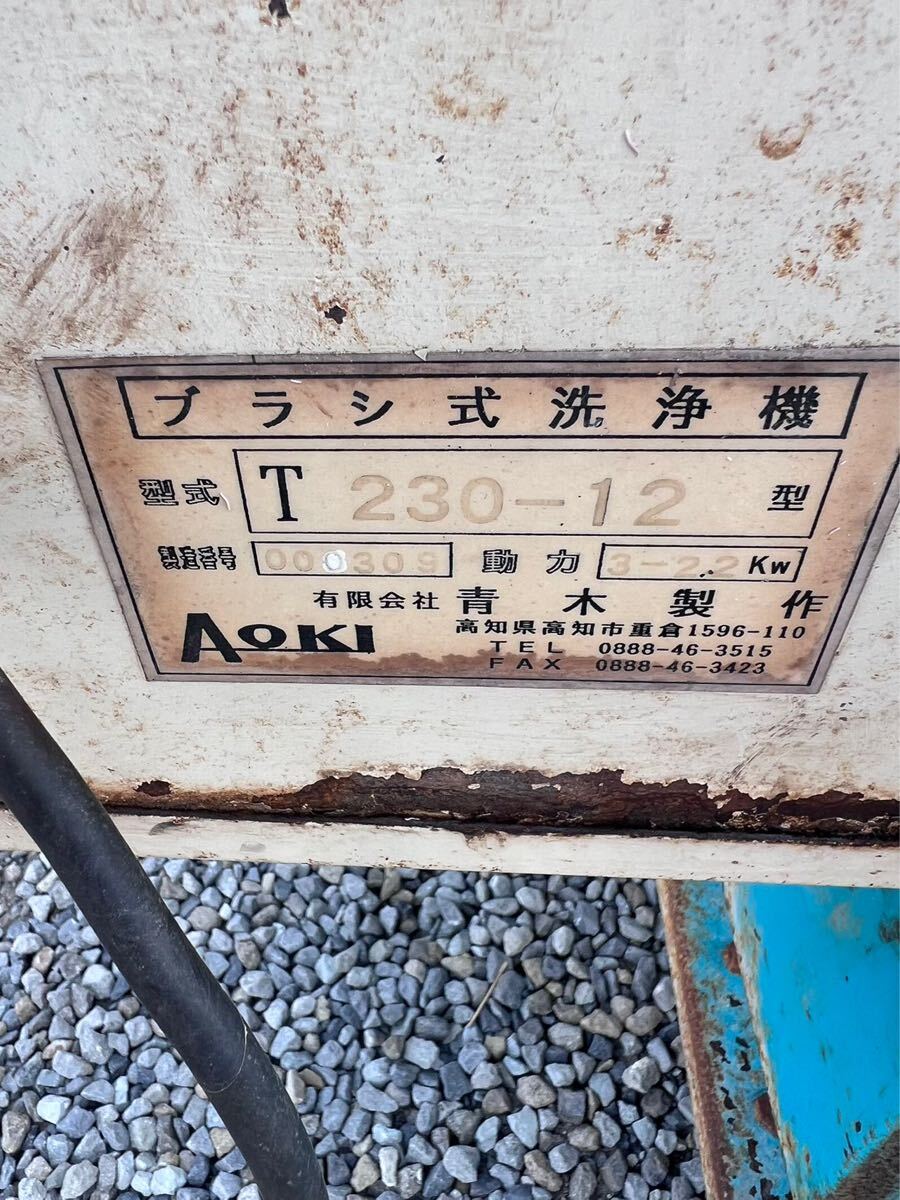 ブラシ式洗浄機
型式 T 230-12 型
製造番号 000309 動力 3-2.2 Kw
有限会社 青木製作
AOKI 高知県高知市重倉1596-110
TEL 0888-46-3515
FAX 0888-46-3423